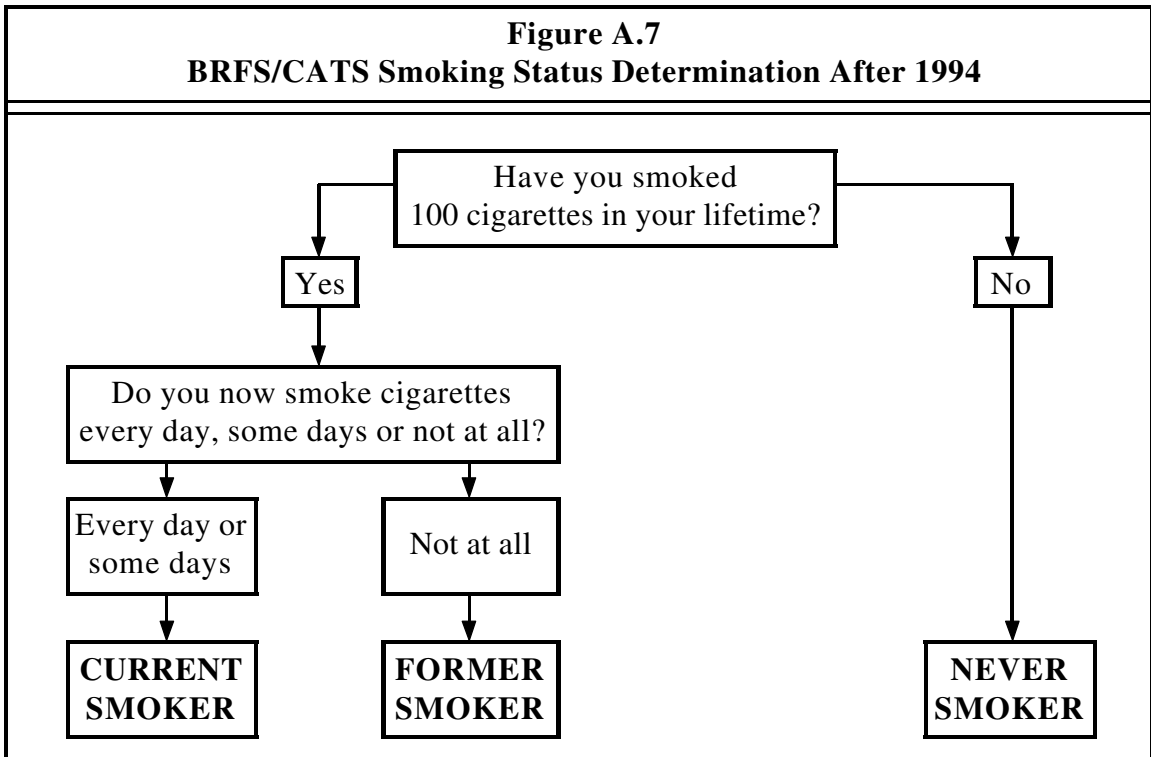 Figure A.7
BRFS/CATS Smoking Status Determination After 1994
Have you smoked
100 cigarettes in your lifetime?
Yes
No
Do you now smoke cigarettes
every day, some days or not at all?
Every day or
some days
Not at all
CURRENT
SMOKER
FORMER
SMOKER
NEVER
SMOKER